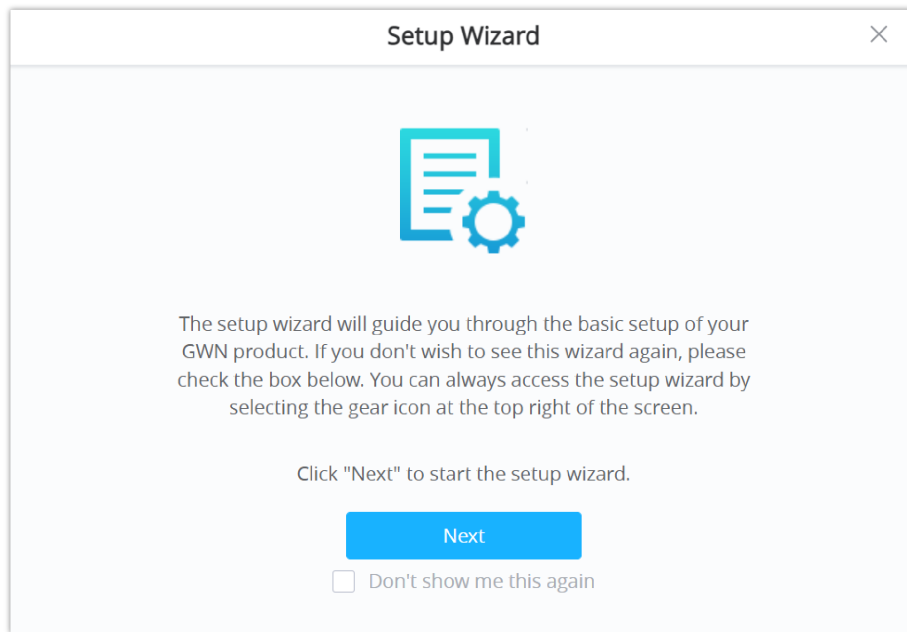 Setup Wizard
The setup wizard will guide you through the basic setup of your
GWN product. If you don't wish to see this wizard again, please
check the box below. You can always access the setup wizard by
selecting the gear icon at the top right of the screen.
Click "Next" to start the setup wizard.
Next
Don't show me this again